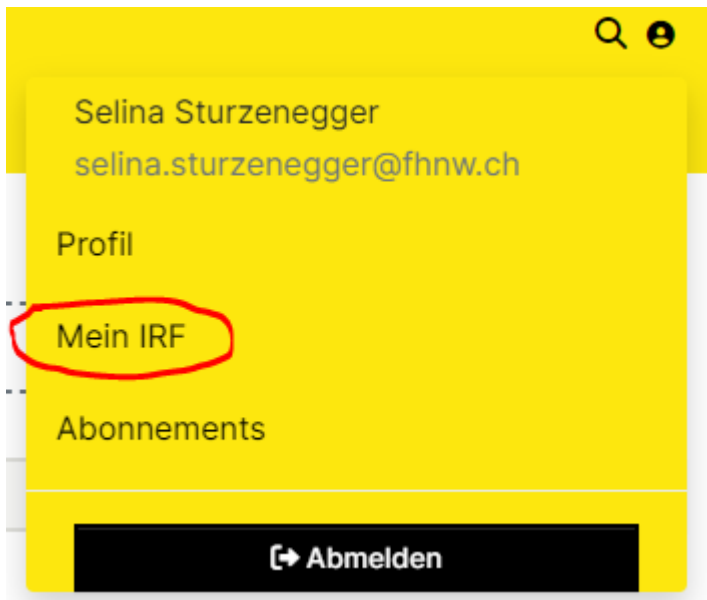 Selina Sturzenegger
selina.sturzenegger@fhnw.ch
Profil
Mein IRF
Abonnements
Abmelden